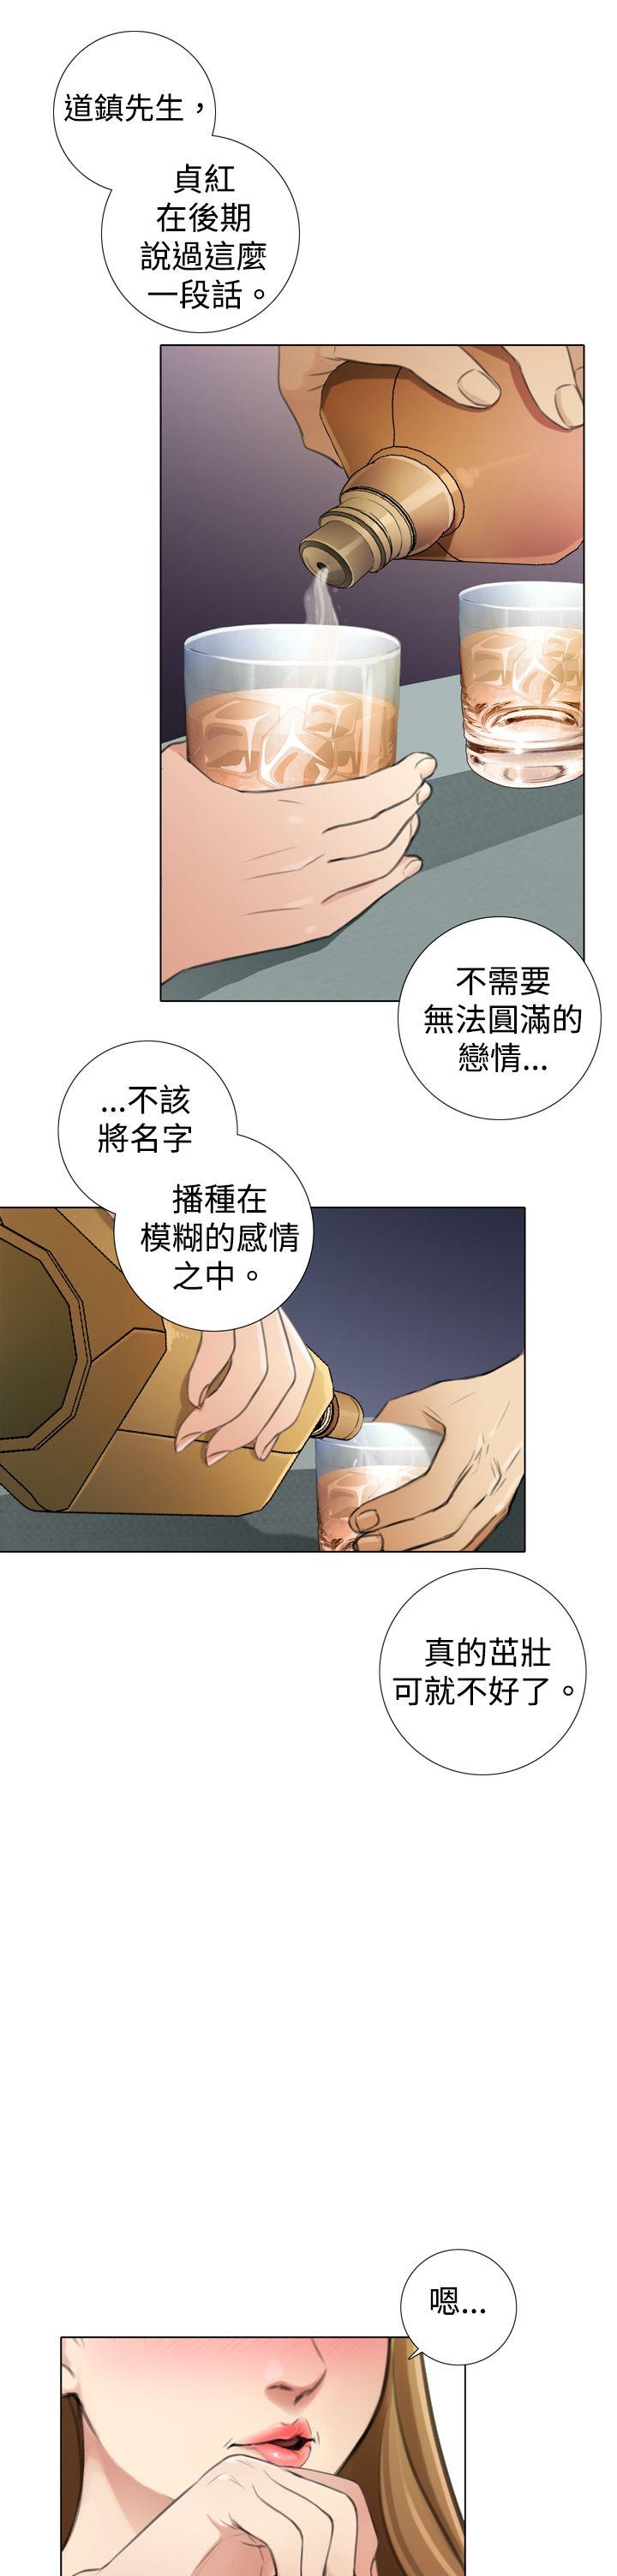 道鎮先生，
貞紅
在後期
說過這麼
一段話。
不需要
無法圓滿的
戀情...
...不該
將名字
播種在
模糊的感情
之中。
真的茁壯
可就不好了。
嗯...